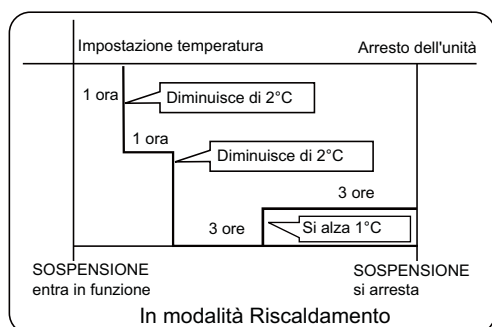 Impostazione temperatura
Arresto dell'unità
1 ora
Diminuisce di 2°C
1 ora
Diminuisce di 2°C
3 ore
3 ore
Si alza 1°C
SOSPENSIONE
entra in funzione
SOSPENSIONE
si arresta
In modalità Riscaldamento